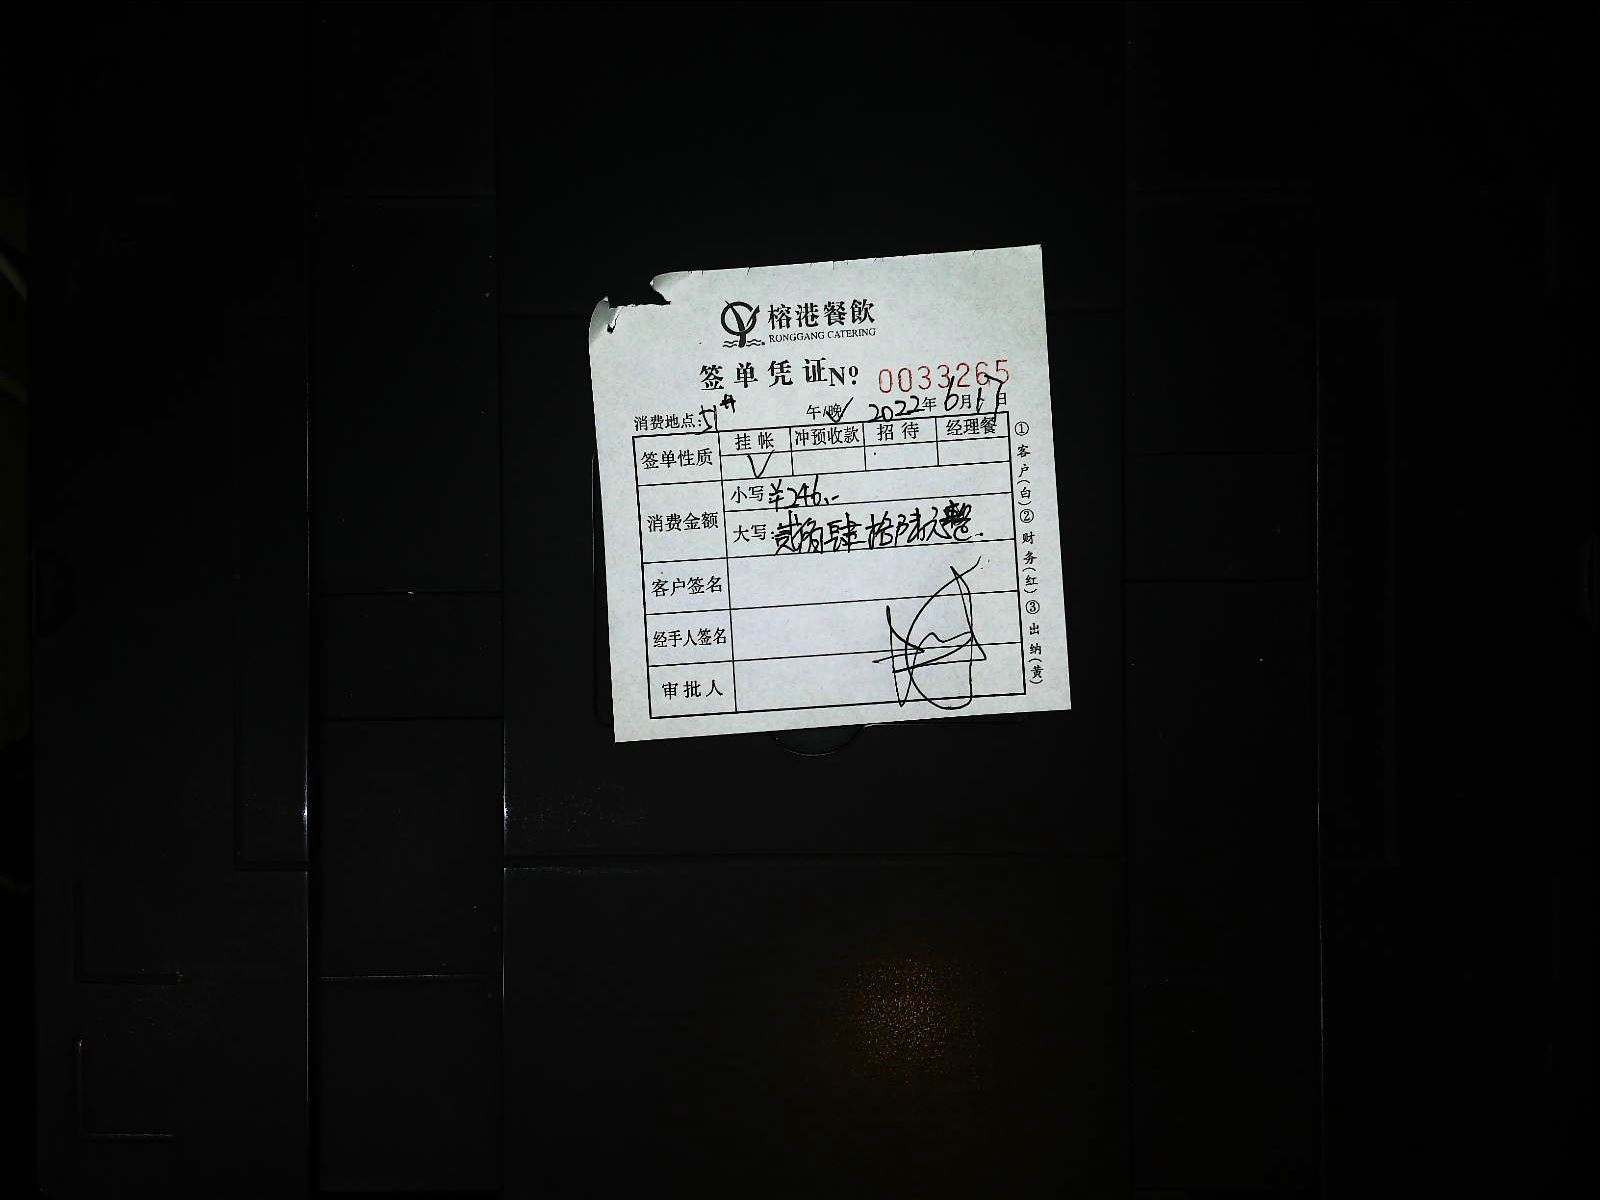 榕港餐飲
RONGGANG CATERING
签单凭证 Nº 0033265
消费地点: 51# 午/晚✓ 2022年6月17日
签单性质 挂帐 冲预收款 招待 经理餐
✓
消费金额 小写 ¥246.-
大写: 贰佰肆拾陆元整.
客户签名
经手人签名
审批人
①客户(白)②财务(红)③出纳(黄)